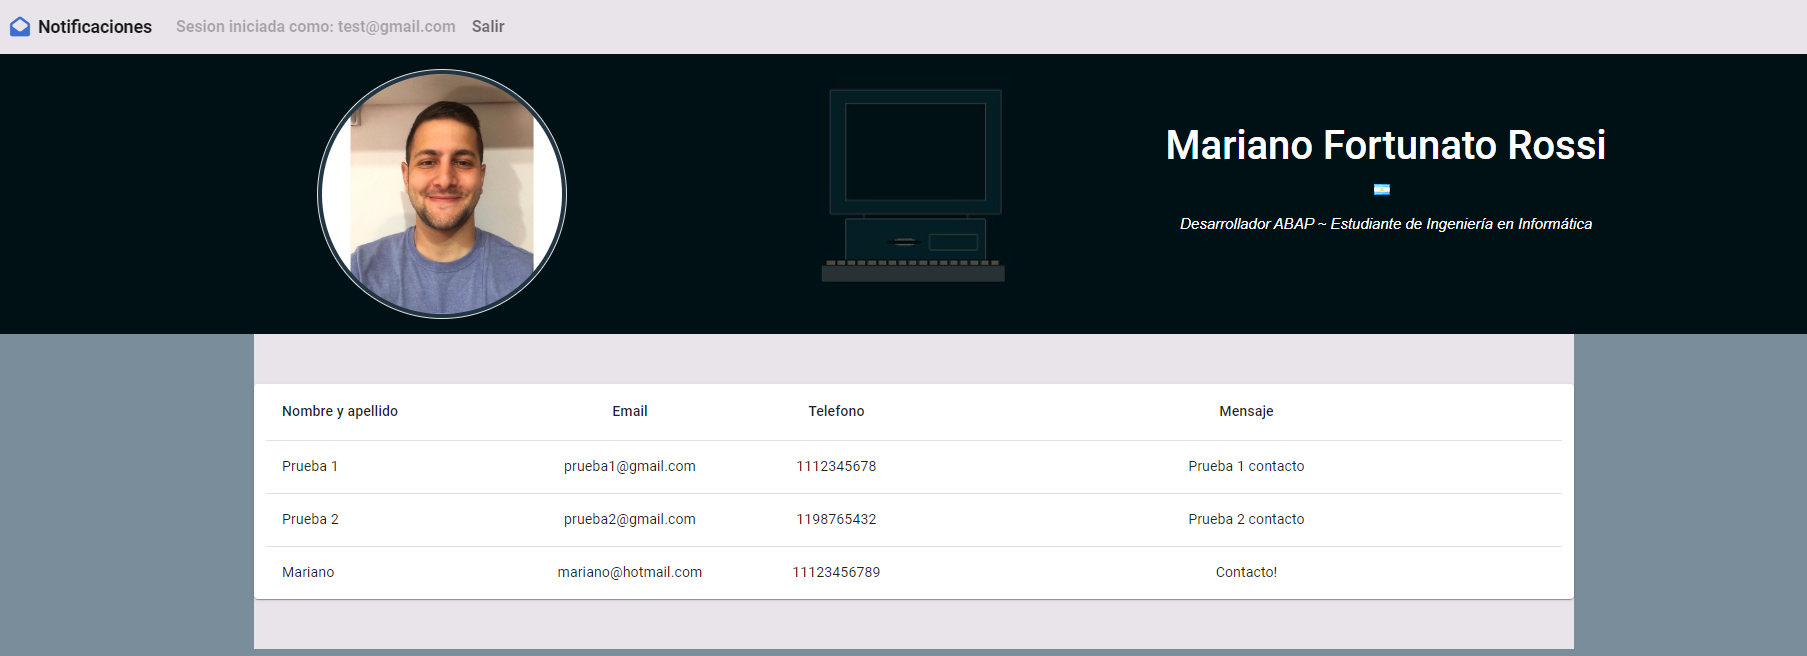 Notificaciones Sesion iniciada como: test@gmail.com Salir
Mariano Fortunato Rossi
Desarrollador ABAP ~ Estudiante de Ingeniería en Informática
Nombre y apellido Email Telefono Mensaje
Prueba 1 prueba1@gmail.com 1112345678 Prueba 1 contacto
Prueba 2 prueba2@gmail.com 1198765432 Prueba 2 contacto
Mariano mariano@hotmail.com 11123456789 Contacto!